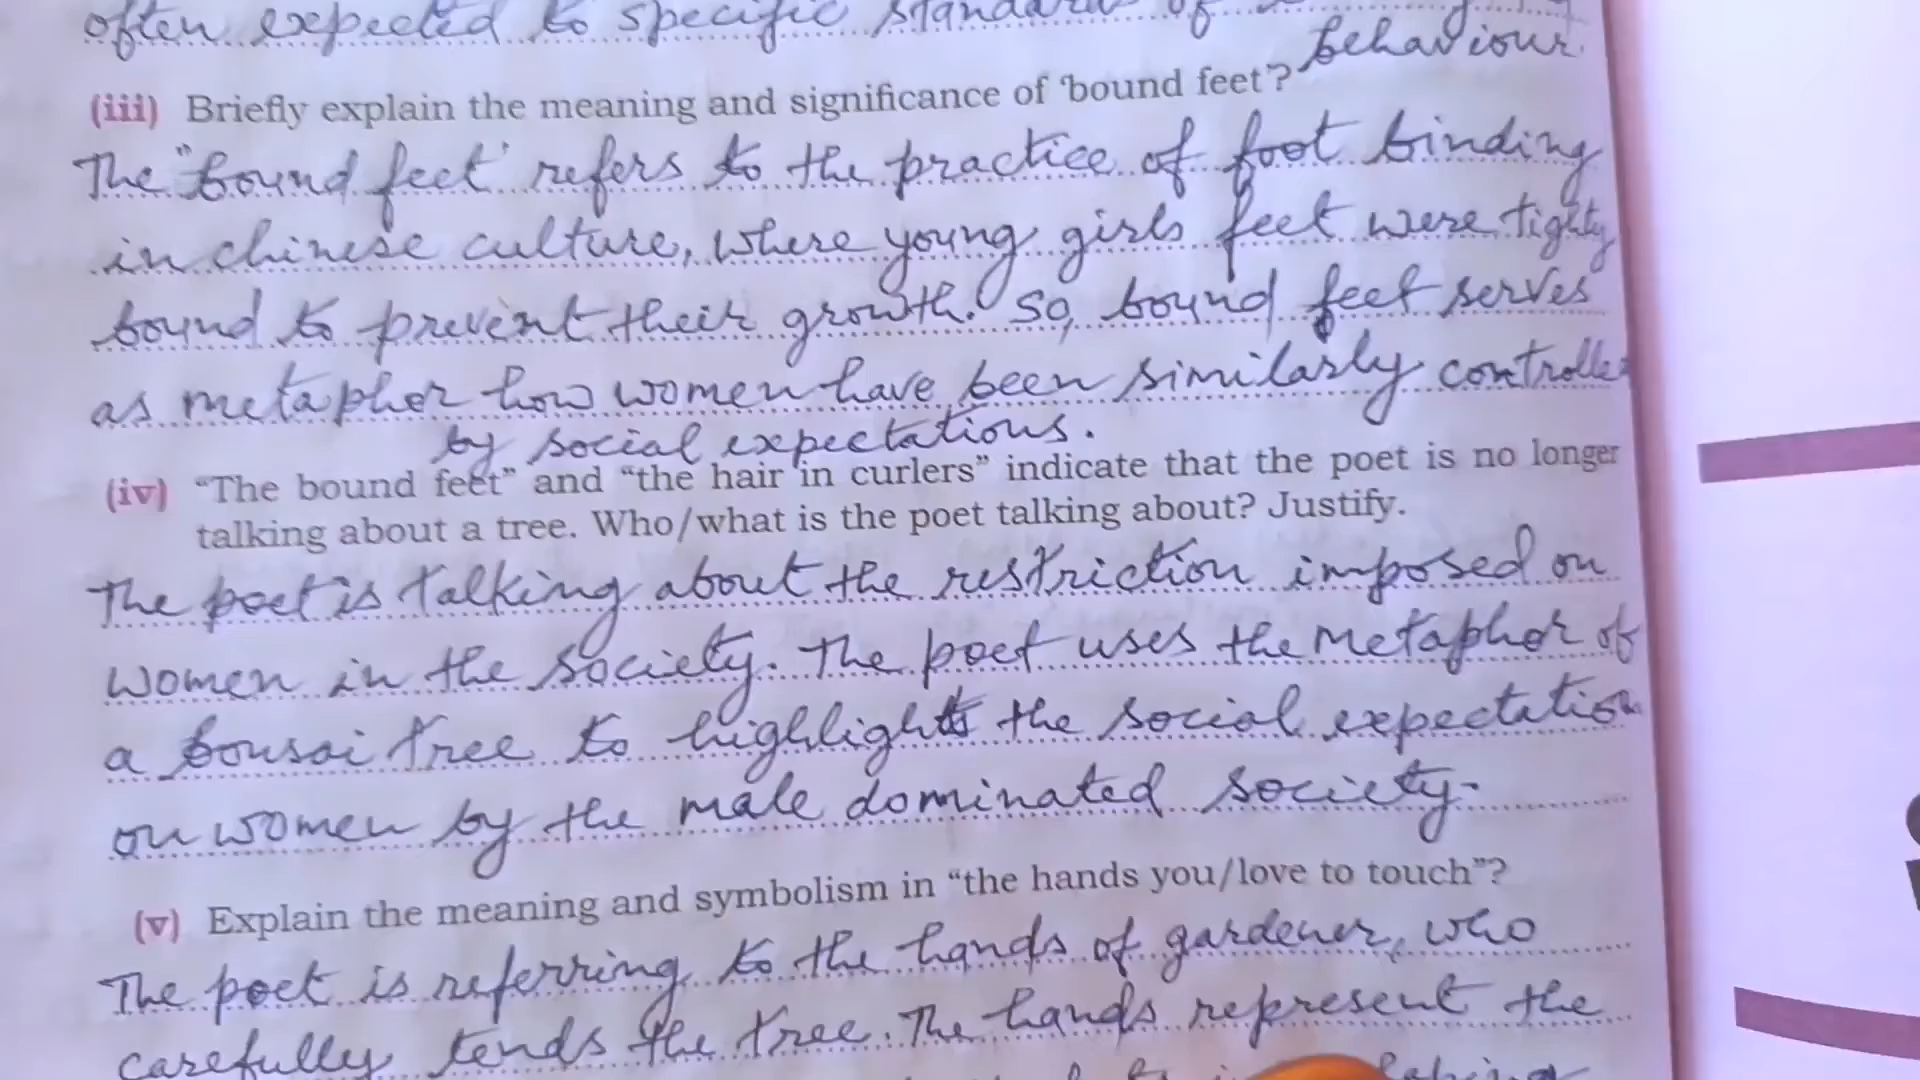 often expected to specific standard of
behaviour.
(iii) Briefly explain the meaning and significance of ‘bound feet’?
The "bound feet' refers to the practice of foot binding
in chinese culture, where young girls feet were tighty
bound to prevent their growth. So, bound feet serves
as metaphor how women have been similarly controlled
by social expectations.
(iv) “The bound feet” and “the hair in curlers” indicate that the poet is no longer
talking about a tree. Who/what is the poet talking about? Justify.
The poet is talking about the restriction imposed on
women in the society. The poet uses the metaphor of
a bonsai tree to highlight the social expectation
on women by the male dominated society.
(v) Explain the meaning and symbolism in “the hands you/love to touch”?
The poet is referring to the hands of gardener, who
carefully tends the tree. The hands represent the